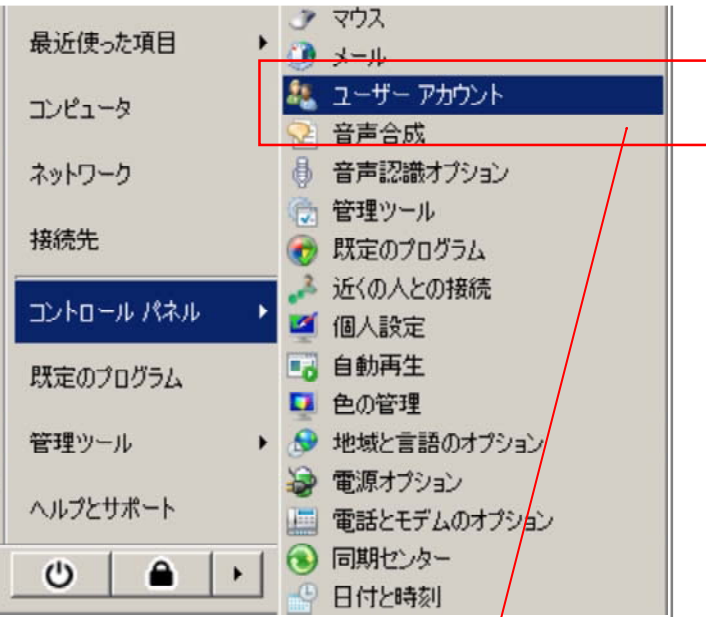 最近使った項目
コンピュータ
ネットワーク
接続先
コントロール パネル
既定のプログラム
管理ツール
ヘルプとサポート
マウス
メール
ユーザー アカウント
音声合成
音声認識オプション
管理ツール
既定のプログラム
近くの人との接続
個人設定
自動再生
色の管理
地域と言語のオプション
電源オプション
電話とモデムのオプション
同期センター
日付と時刻